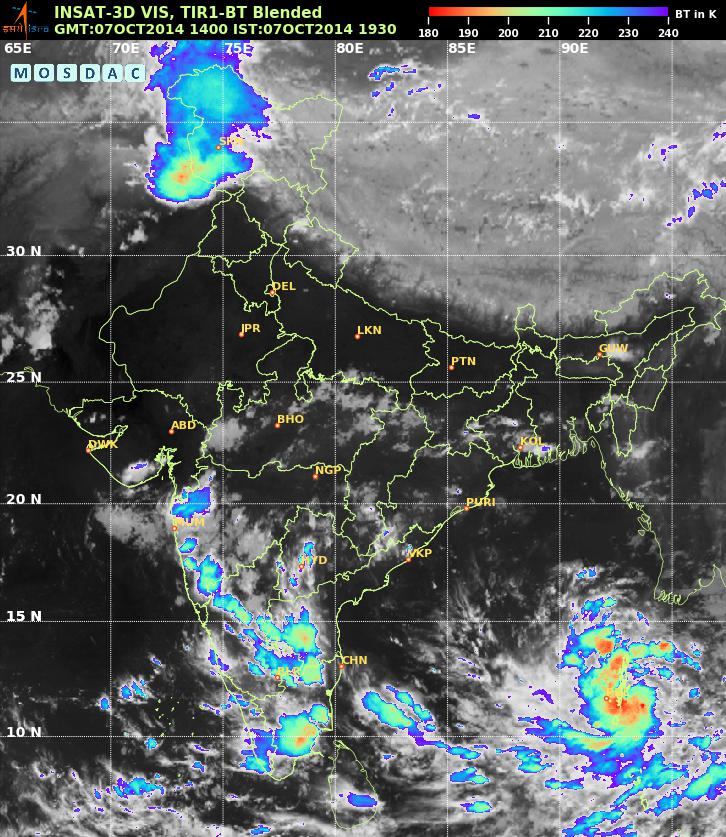 INSAT-3D VIS, TIR1-BT Blended
GMT:07OCT2014 1400 IST:07OCT2014 1930
BT in K
180 190 200 210 220 230 240
65E 70E 75E 80E 85E 90E
MOSDAC
30 N
DEL
JPR LKN
GUW
PTN
25 N
ABD BHO
DWK KOL
NGP
20 N PURI
MUM
HYD VKP
15 N
CHN
10 N